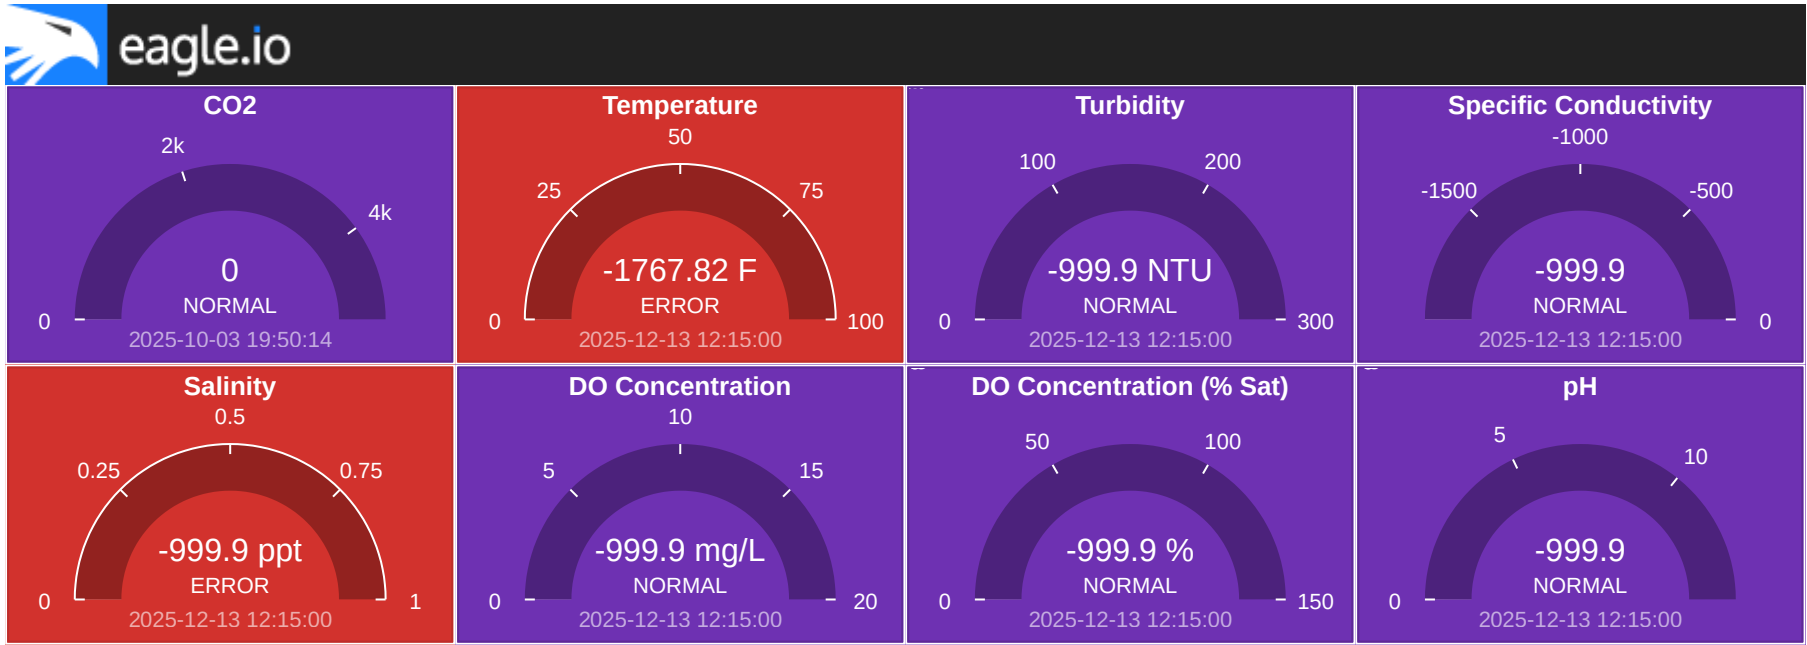 eagle.io
CO2
2k
4k
0
NORMAL
0
2025-10-03 19:50:14
Temperature
50
25
75
-1767.82 F
ERROR
0
100
2025-12-13 12:15:00
Turbidity
100
200
-999.9 NTU
NORMAL
0
300
2025-12-13 12:15:00
Specific Conductivity
-1000
-1500
-500
-999.9
NORMAL
0
2025-12-13 12:15:00
Salinity
0.5
0.25
0.75
-999.9 ppt
ERROR
0
1
2025-12-13 12:15:00
DO Concentration
10
5
15
-999.9 mg/L
NORMAL
0
20
2025-12-13 12:15:00
DO Concentration (% Sat)
50
100
-999.9 %
NORMAL
0
150
2025-12-13 12:15:00
pH
5
10
-999.9
NORMAL
0
2025-12-13 12:15:00